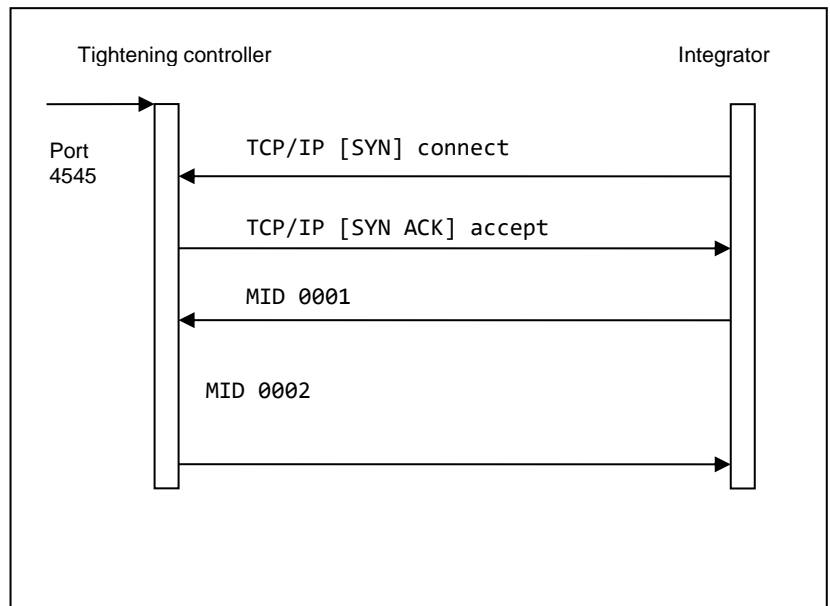 Tightening controller
Integrator
Port
4545
TCP/IP [SYN] connect
TCP/IP [SYN ACK] accept
MID 0001
MID 0002